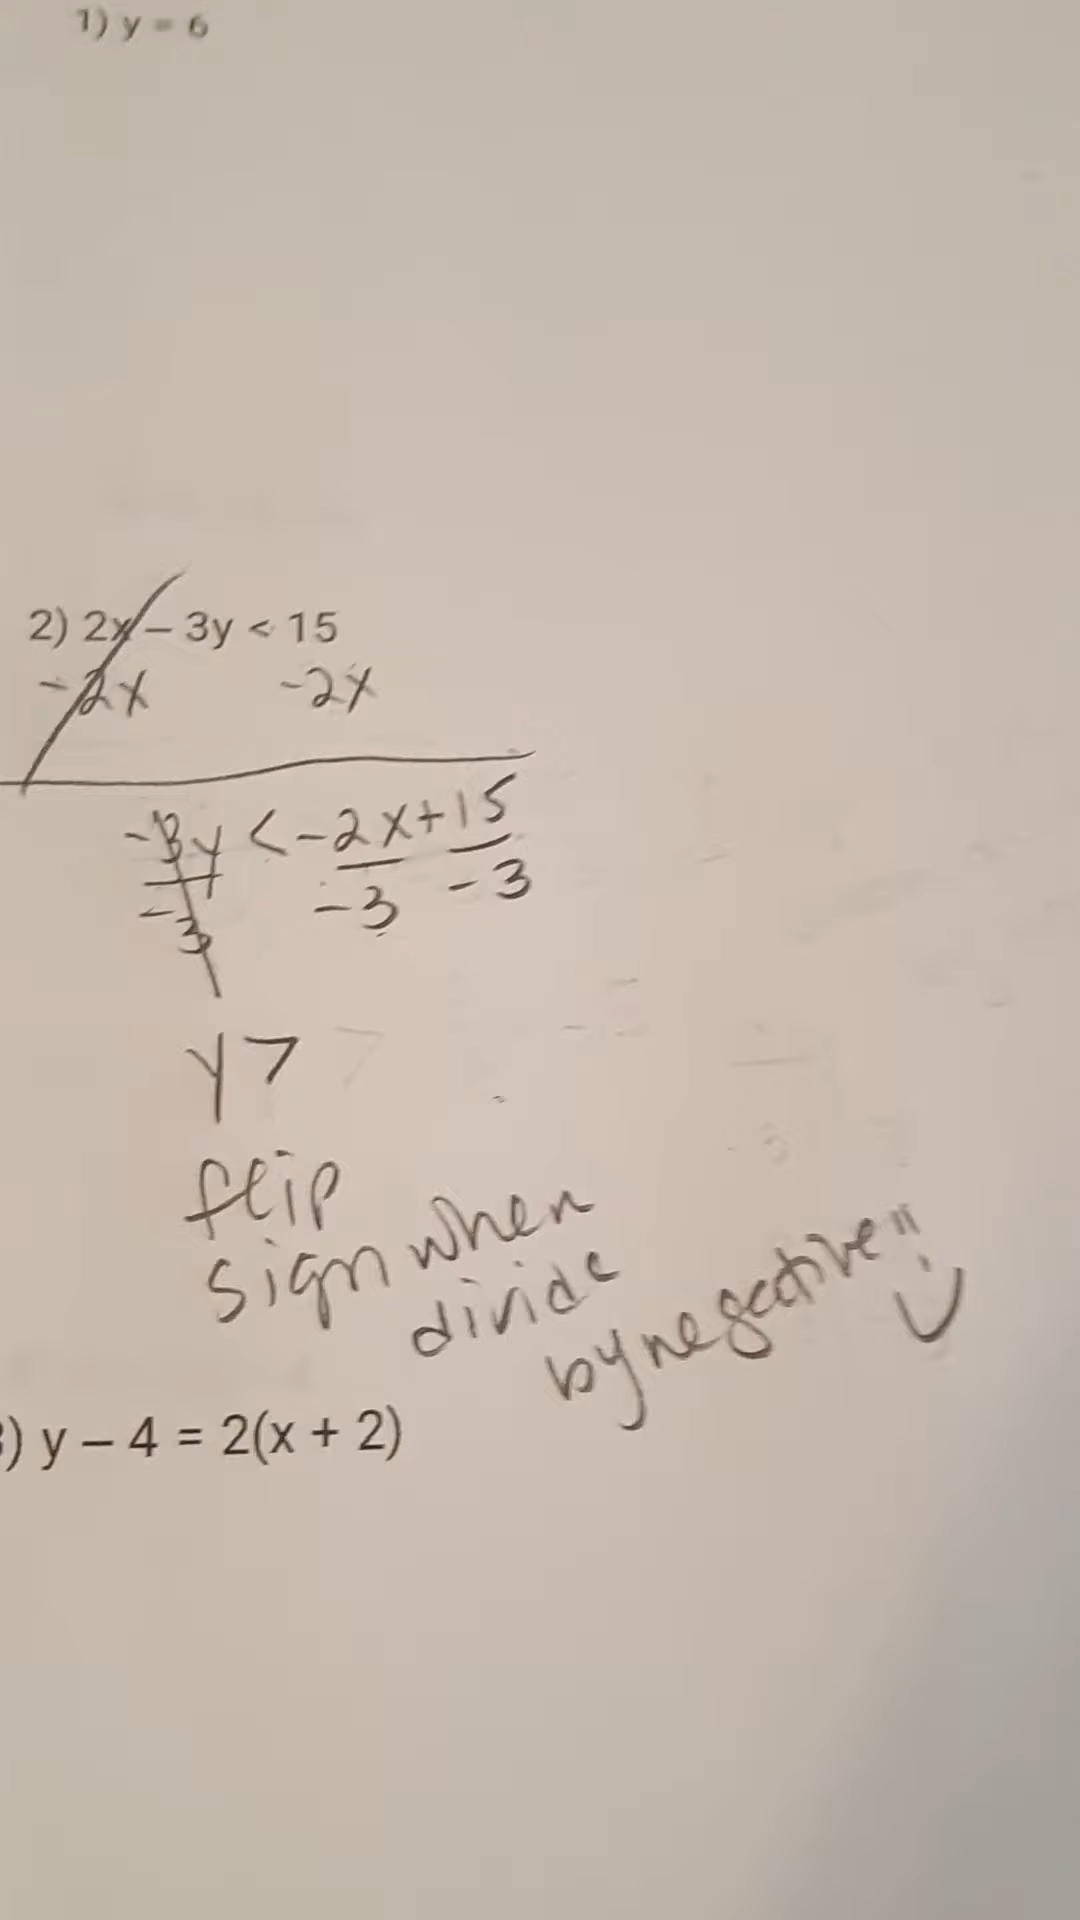 1) y = 6
2) 2x – 3y < 15
-2x -2x
-3y < -2x+15
-3 -3 -3
y >
flip
sign when
divide
by negative"
) y – 4 = 2(x + 2)